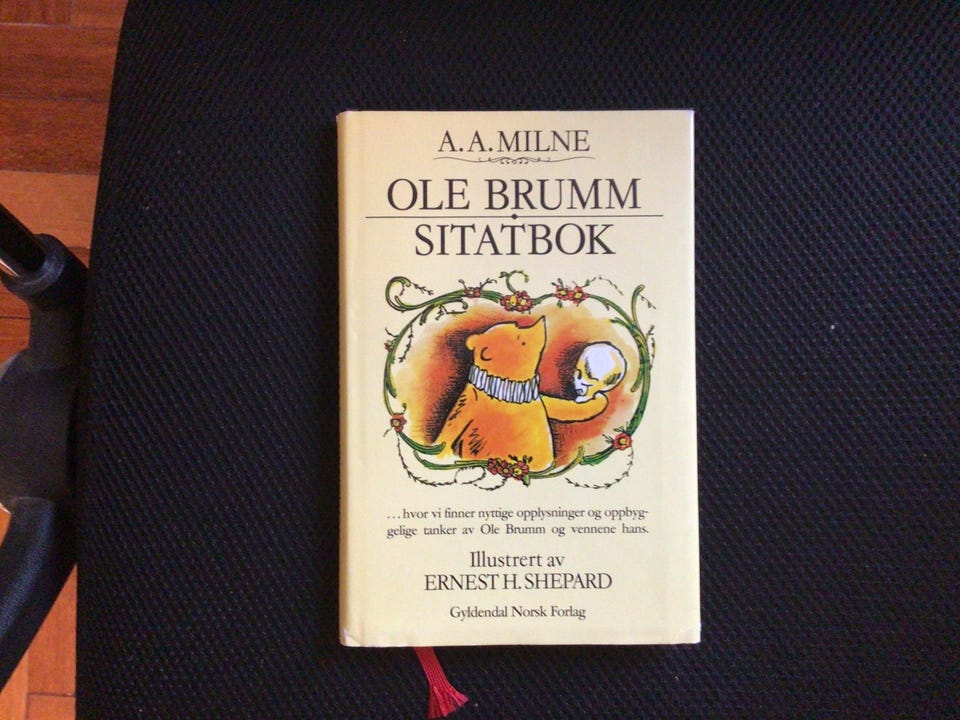 A. A. MILNE
OLE BRUMM
SITATBOK
...hvor vi finner nyttige opplysninger og oppbyg-
gelige tanker av Ole Brumm og vennene hans.
Illustrert av
ERNEST H. SHEPARD
Gyldendal Norsk Forlag